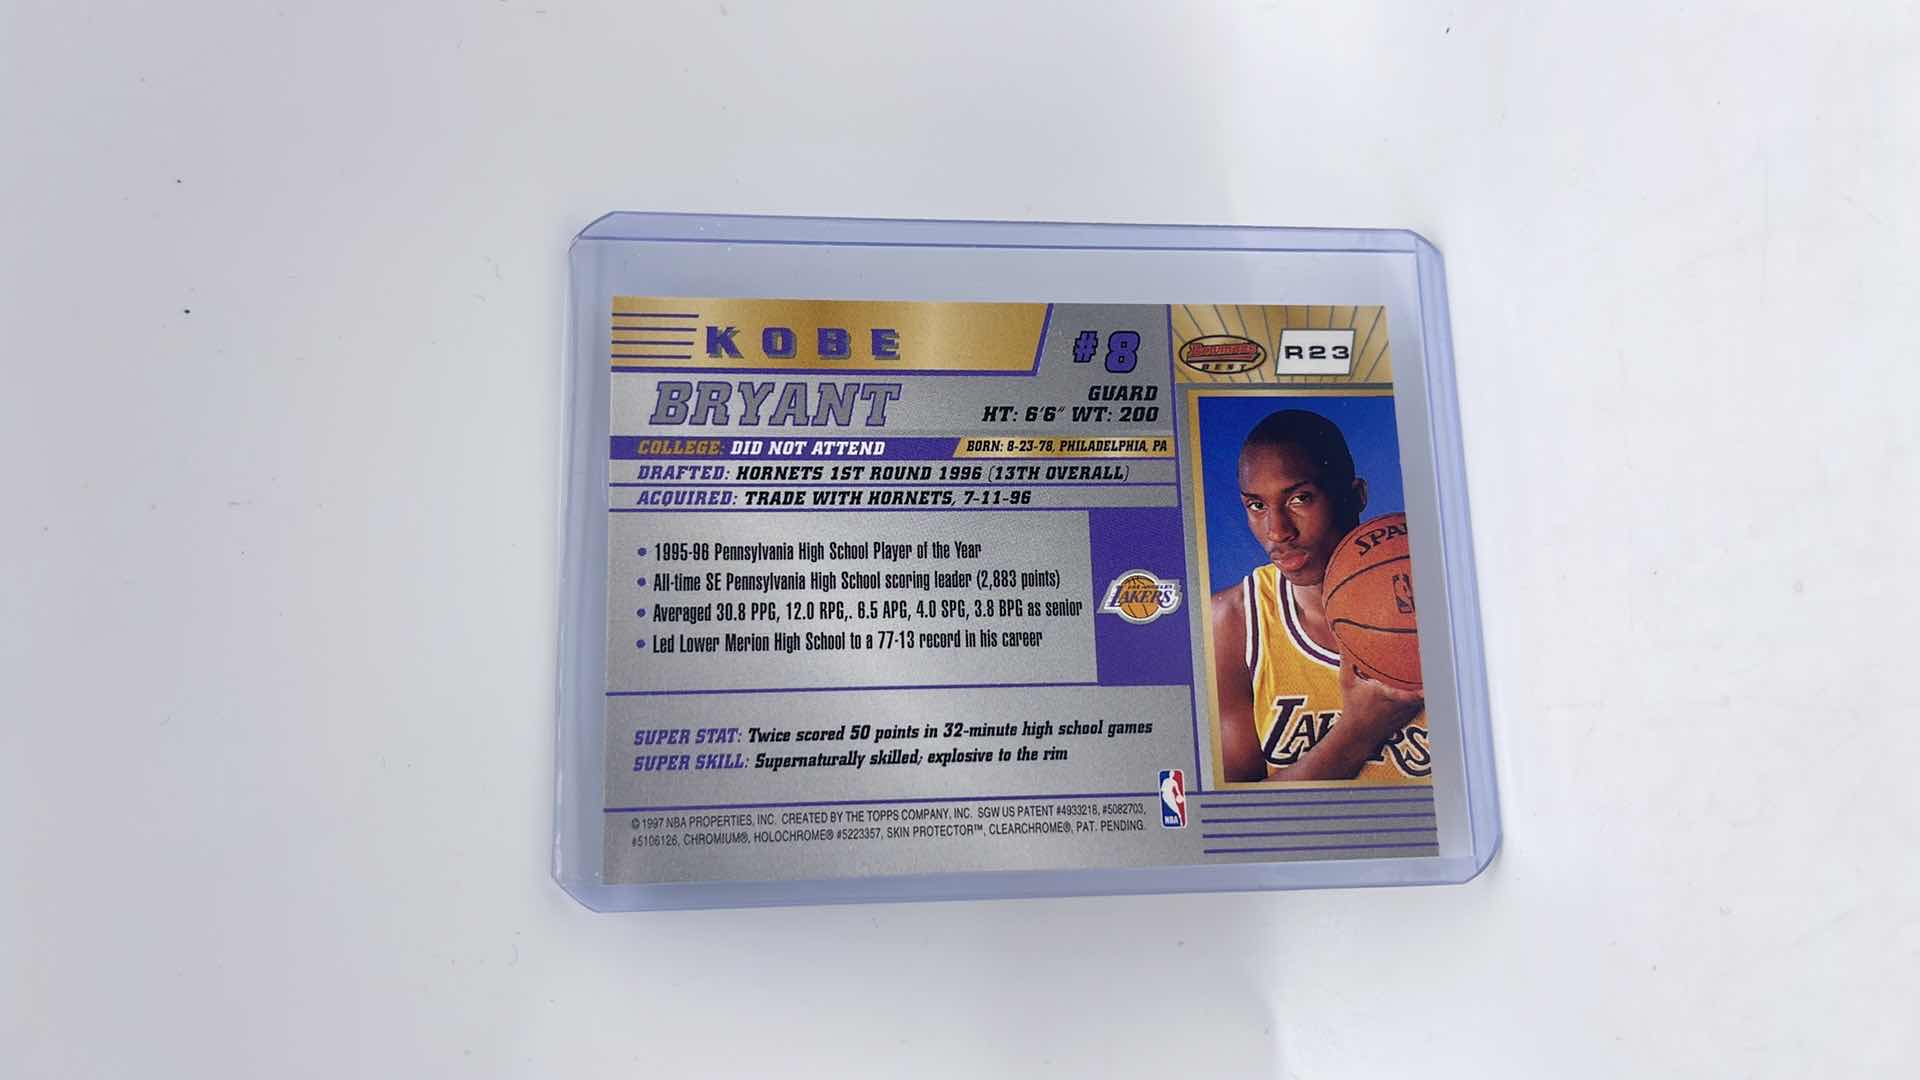 KOBE
BRYANT
#8
GUARD
HT: 6'6" WT: 200
COLLEGE: DID NOT ATTEND
BORN: 8-23-78, PHILADELPHIA, PA
DRAFTED: HORNETS 1ST ROUND 1996 (13TH OVERALL)
ACQUIRED: TRADE WITH HORNETS, 7-11-96
• 1995-96 Pennsylvania High School Player of the Year
• All-time SE Pennsylvania High School scoring leader (2,883 points)
• Averaged 30.8 PPG, 12.0 RPG,. 6.5 APG, 4.0 SPG, 3.8 BPG as senior
• Led Lower Merion High School to a 77-13 record in his career
LOS ANGELES
LAKERS
SUPER STAT: Twice scored 50 points in 32-minute high school games
SUPER SKILL: Supernaturally skilled; explosive to the rim
© 1997 NBA PROPERTIES, INC. CREATED BY THE TOPPS COMPANY, INC. SGW US PATENT #4933218, #5082703,
#5106126, CHROMIUM®, HOLOCHROME® #5223357, SKIN PROTECTOR™, CLEARCHROME®, PAT. PENDING.
NBA
BOWMAN'S
BEST
R23
SPA
LAKERS